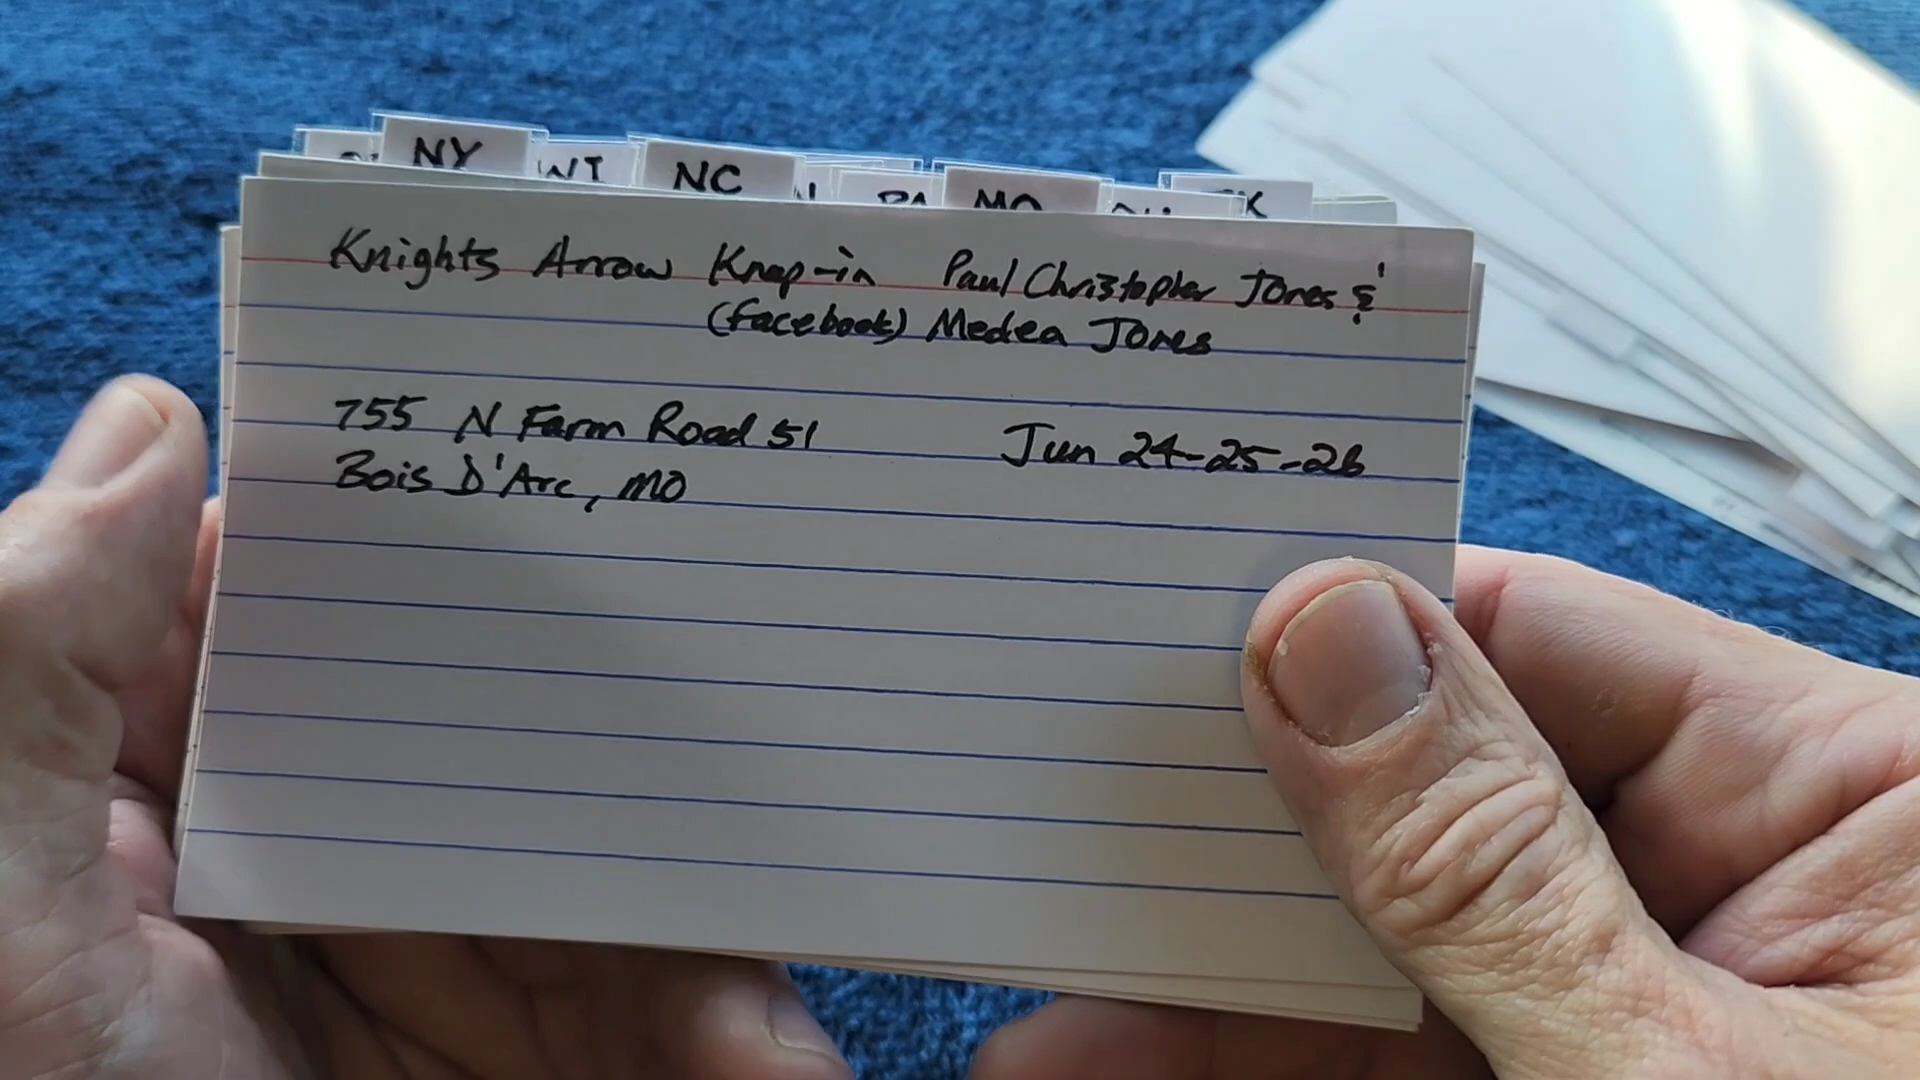 NY
NC
MO
Knights Arrow Knap-in Paul Christopher Jones &
(facebook) Medea Jones
755 N Farm Road 51 Jun 24-25-26
Bois D'Arc, MO